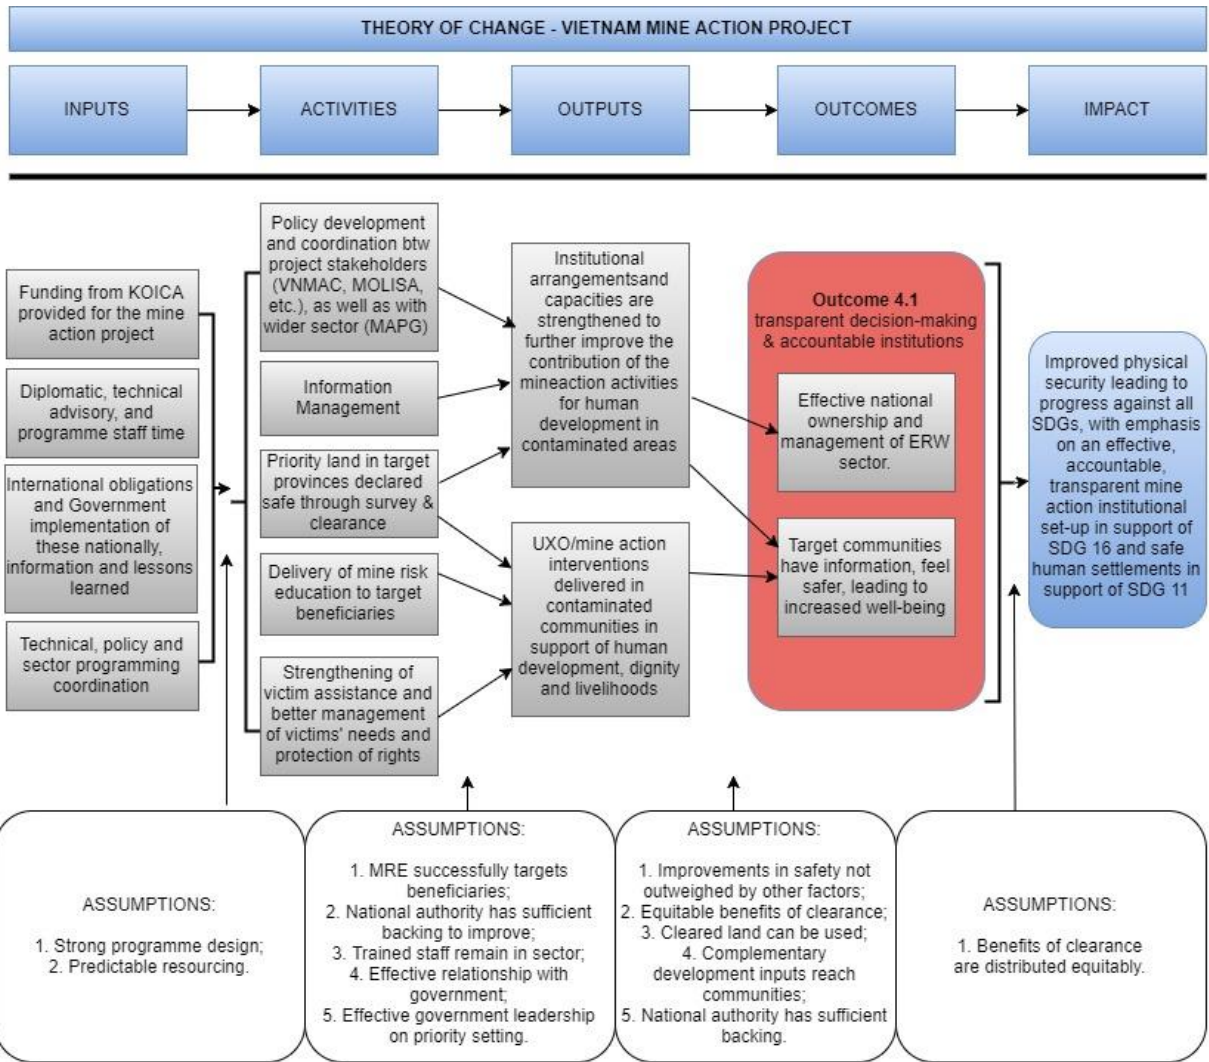 THEORY OF CHANGE - VIETNAM MINE ACTION PROJECT
INPUTS
ACTIVITIES
OUTPUTS
OUTCOMES
IMPACT
Funding from KOICA
provided for the mine
action project
Diplomatic, technical
advisory, and
programme staff time
International obligations
and Government
implementation of
these nationally,
information and lessons
learned
Technical, policy and
sector programming
coordination
Policy development
and coordination btw
project stakeholders
(VNMAC, MOLISA,
etc.), as well as with
wider sector (MAPG)
Information
Management
Priority land in target
provinces declared
safe through survey &
clearance
Delivery of mine risk
education to target
beneficiaries
Strengthening of
victim assistance and
better management
of victims' needs and
protection of rights
Institutional
arrangementsand
capacities are
strengthened to
further improve the
contribution of the
mineaction activities
for human
development in
contaminated areas
UXO/mine action
interventions
delivered in
contaminated
communities in
support of human
development, dignity
and livelihoods
Outcome 4.1
transparent decision-making
& accountable institutions
Effective national
ownership and
management of ERW
sector.
Target communities
have information, feel
safer, leading to
increased well-being
Improved physical
security leading to
progress against all
SDGs, with emphasis
on an effective,
accountable,
transparent mine
action institutional
set-up in support of
SDG 16 and safe
human settlements in
support of SDG 11
ASSUMPTIONS:
1. Strong programme design;
2. Predictable resourcing.
ASSUMPTIONS:
1. MRE successfully targets
beneficiaries;
2. National authority has sufficient
backing to improve;
3. Trained staff remain in sector;
4. Effective relationship with
government;
5. Effective government leadership
on priority setting.
ASSUMPTIONS:
1. Improvements in safety not
outweighed by other factors;
2. Equitable benefits of clearance;
3. Cleared land can be used;
4. Complementary
development inputs reach
communities;
5. National authority has sufficient
backing.
ASSUMPTIONS:
1. Benefits of clearance
are distributed equitably.